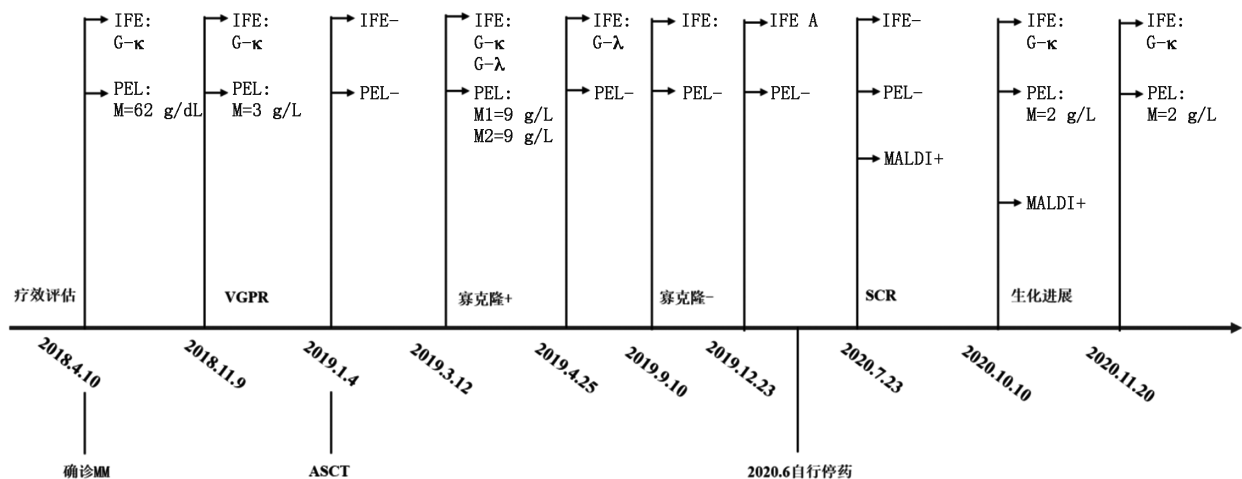 IFE:
G-κ
PEL:
M=62 g/dL
IFE:
G-κ
PEL:
M=3 g/L
IFE-
PEL-
IFE:
G-κ
G-λ
PEL:
M1=9 g/L
M2=9 g/L
IFE:
G-λ
PEL-
IFE:
PEL-
IFE A
PEL-
IFE-
PEL-
MALDI+
IFE:
G-κ
PEL:
M=2 g/L
MALDI+
IFE:
G-κ
PEL:
M=2 g/L
疗效评估
VGPR
寡克隆+
寡克隆-
SCR
生化进展
2018.4.10
2018.11.9
2019.1.4
2019.3.12
2019.4.25
2019.9.10
2019.12.23
2020.7.23
2020.10.10
2020.11.20
确诊MM
ASCT
2020.6自行停药